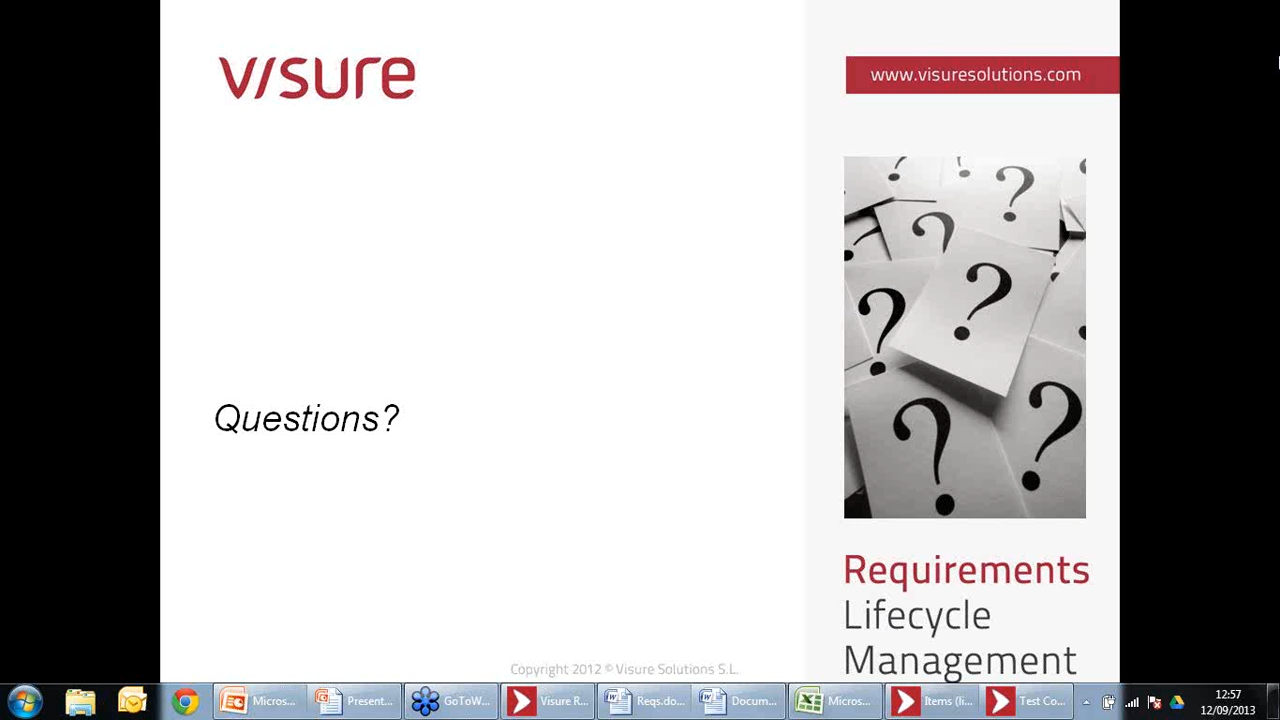 visure
www.visuresolutions.com
? ? ? ? ? ? ? ?
Questions?
Requirements
Lifecycle
Management
Copyright 2012 © Visure Solutions S.L.
Micros...
Present...
GoToW...
Visure R...
Reqs.do...
Docum...
Micros...
Items (li...
Test Co...
12:57
12/09/2013